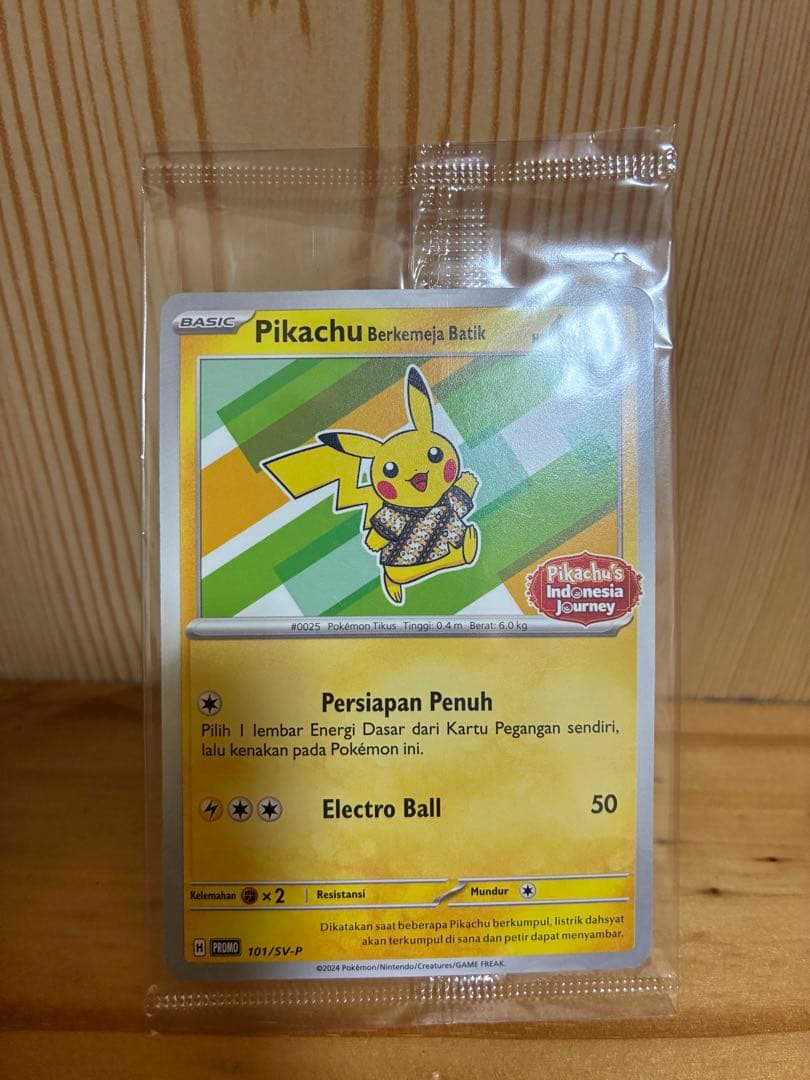 BASIC
Pikachu Berkemeja Batik
Pikachu's
Indonesia
Journey
#0025 Pokémon Tikus Tinggi: 0.4 m Berat: 6.0 kg
Persiapan Penuh
Pilih 1 lembar Energi Dasar dari Kartu Pegangan sendiri,
lalu kenakan pada Pokémon ini.
Electro Ball 50
Kelemahan ×2 Resistansi Mundur
Dikatakan saat beberapa Pikachu berkumpul, listrik dahsyat
akan terkumpul di sana dan petir dapat menyambar.
H PROMO 101/SV-P
©2024 Pokémon/Nintendo/Creatures/GAME FREAK.